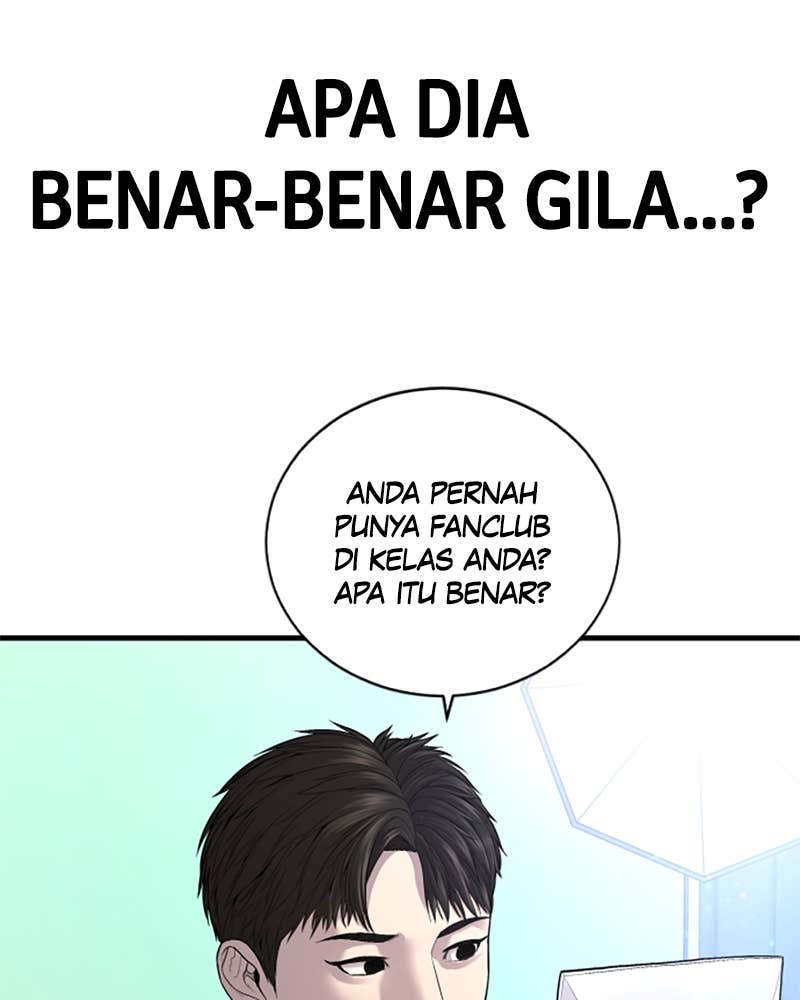 APA DIA
BENAR-BENAR GILA...?
ANDA PERNAH
PUNYA FANCLUB
DI KELAS ANDA?
APA ITU BENAR?